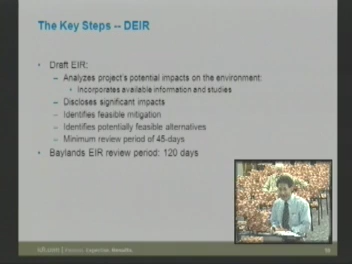 The Key Steps -- DEIR
• Draft EIR:
– Analyzes project's potential impacts on the environment;
• Incorporates available information and studies
– Discloses significant impacts
– Identifies feasible mitigation
– Identifies potentially feasible alternatives
– Minimum review period of 45-days
• Baylands EIR review period: 120 days